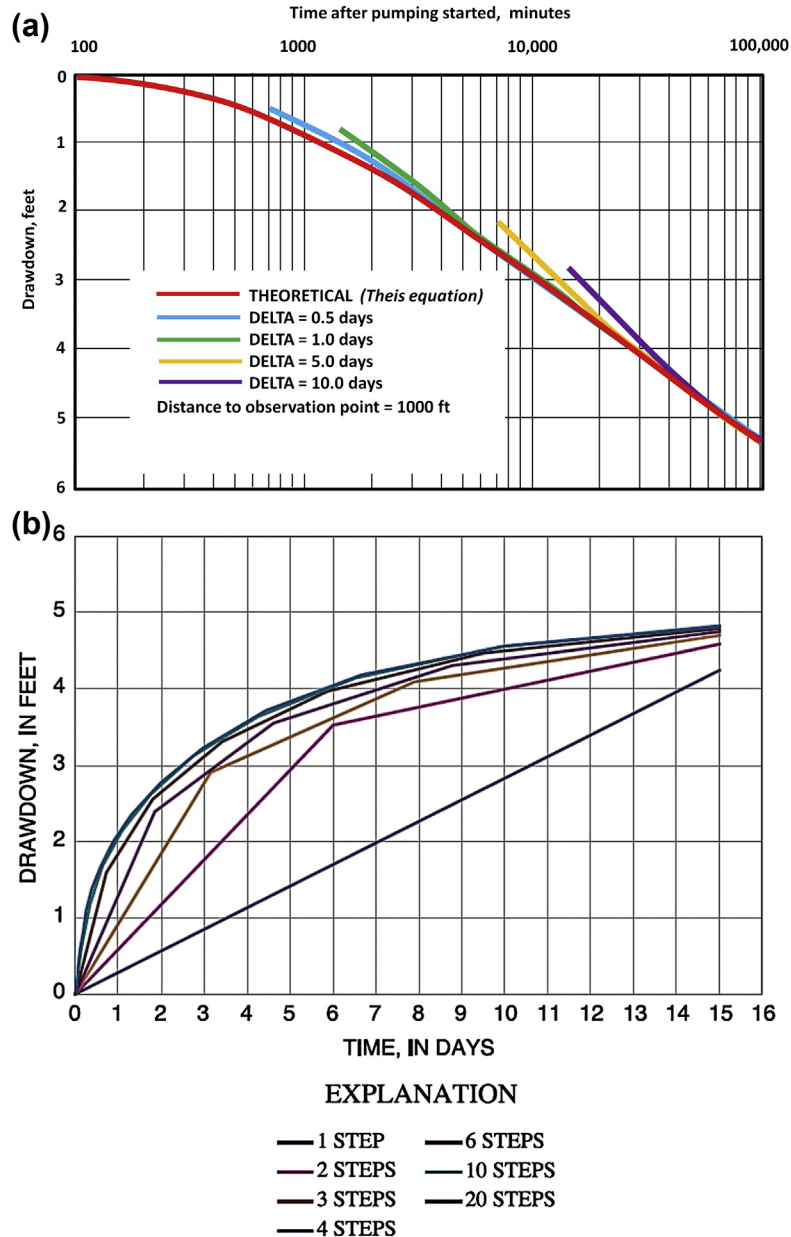 Time after pumping started, minutes
(a)
100 1000 10,000 100,000
0
1
2
3
4
5
6
Drawdown, feet
THEORETICAL (Theis equation)
DELTA = 0.5 days
DELTA = 1.0 days
DELTA = 5.0 days
DELTA = 10.0 days
Distance to observation point = 1000 ft
(b)
6
5
4
3
2
1
0
DRAWDOWN, IN FEET
0 1 2 3 4 5 6 7 8 9 10 11 12 13 14 15 16
TIME, IN DAYS
EXPLANATION
1 STEP 6 STEPS
2 STEPS 10 STEPS
3 STEPS 20 STEPS
4 STEPS